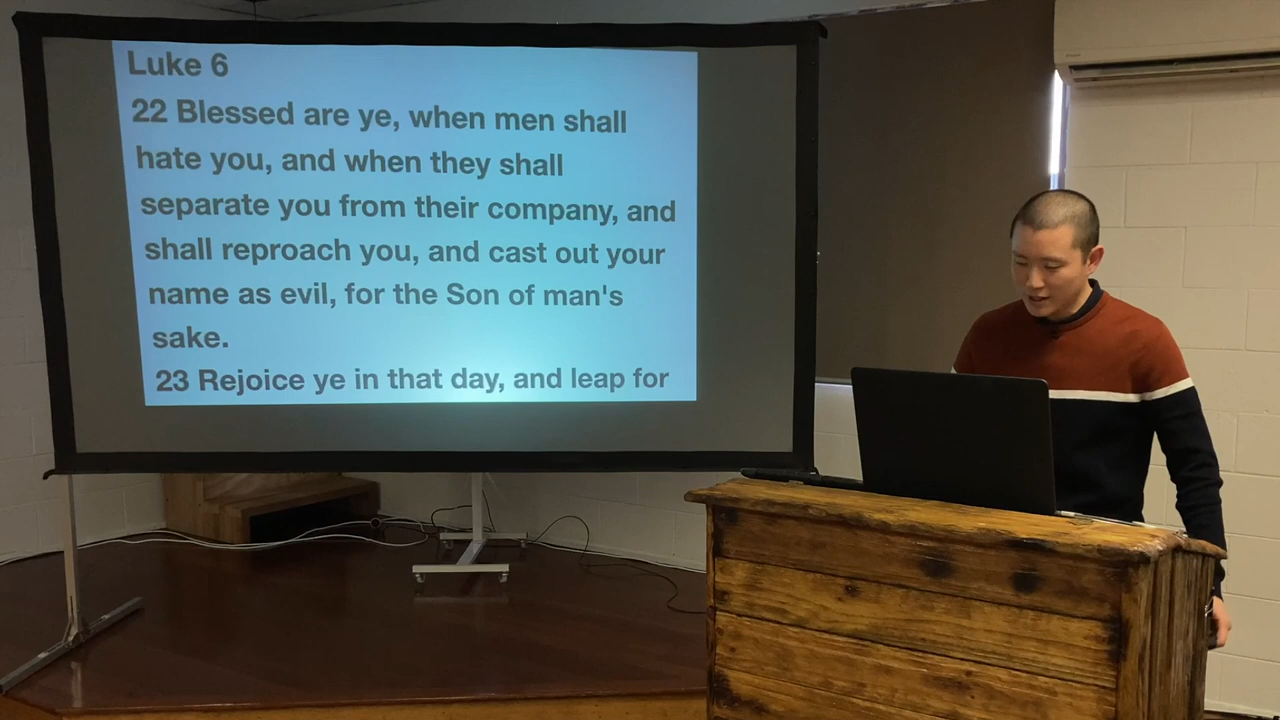 Luke 6
22 Blessed are ye, when men shall
hate you, and when they shall
separate you from their company, and
shall reproach you, and cast out your
name as evil, for the Son of man's
sake.
23 Rejoice ye in that day, and leap for